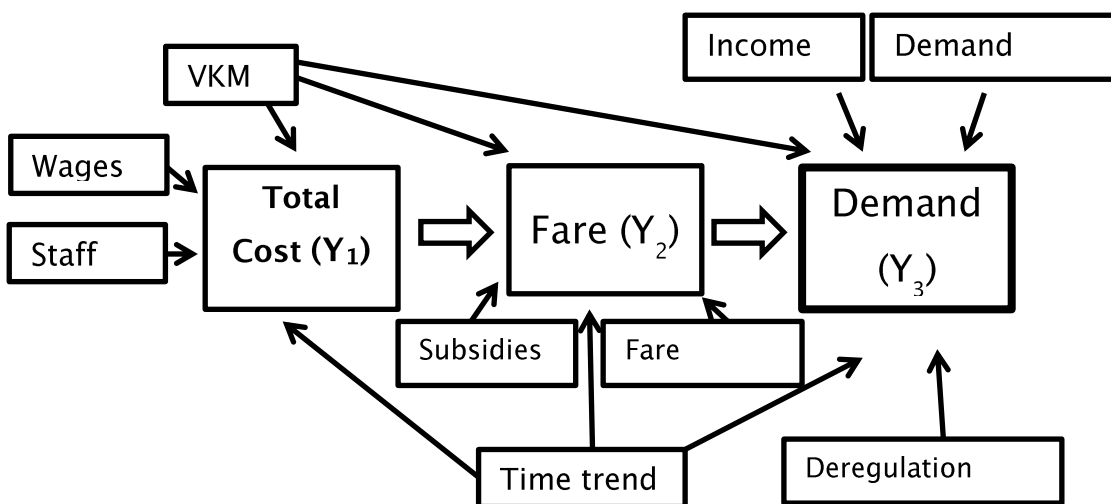 Income
Demand
VKM
Wages
Staff
Total
Cost (Y₁)
Fare (Y₂)
Demand
(Y₃)
Subsidies
Fare
Time trend
Deregulation